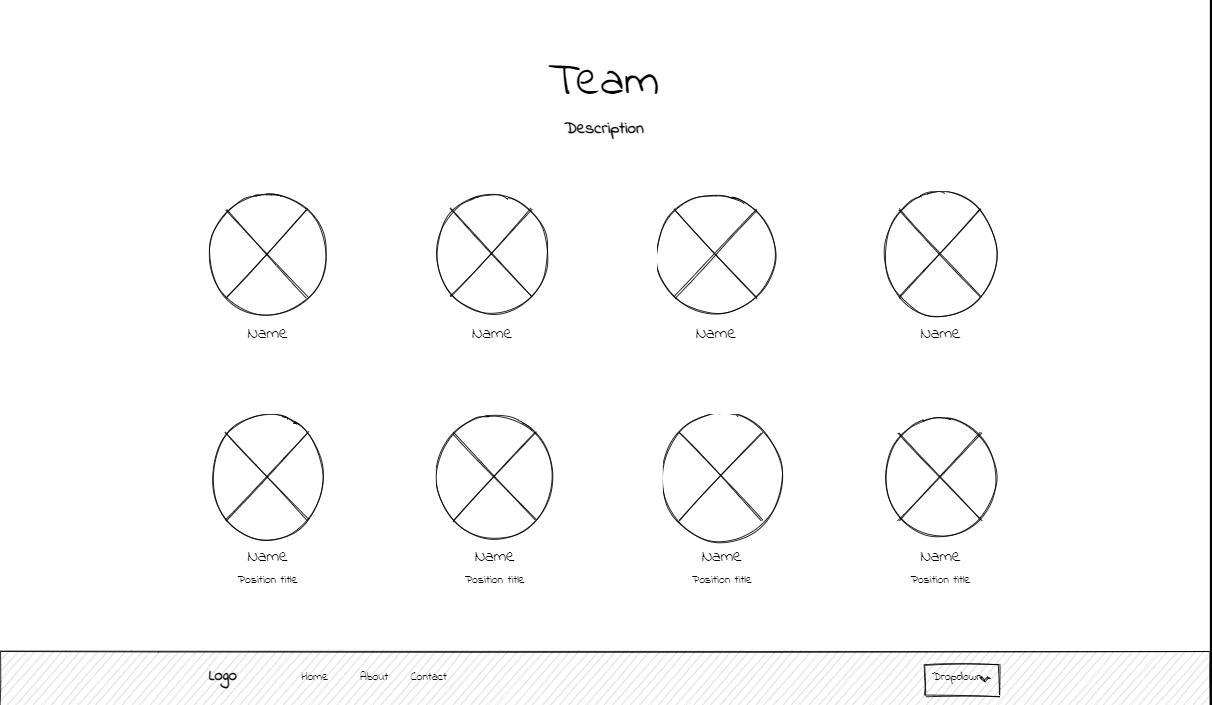 Team
Description
Name Name Name Name
Name Name Name Name
Position title Position title Position title Position title
Logo Home About Contact Dropdown